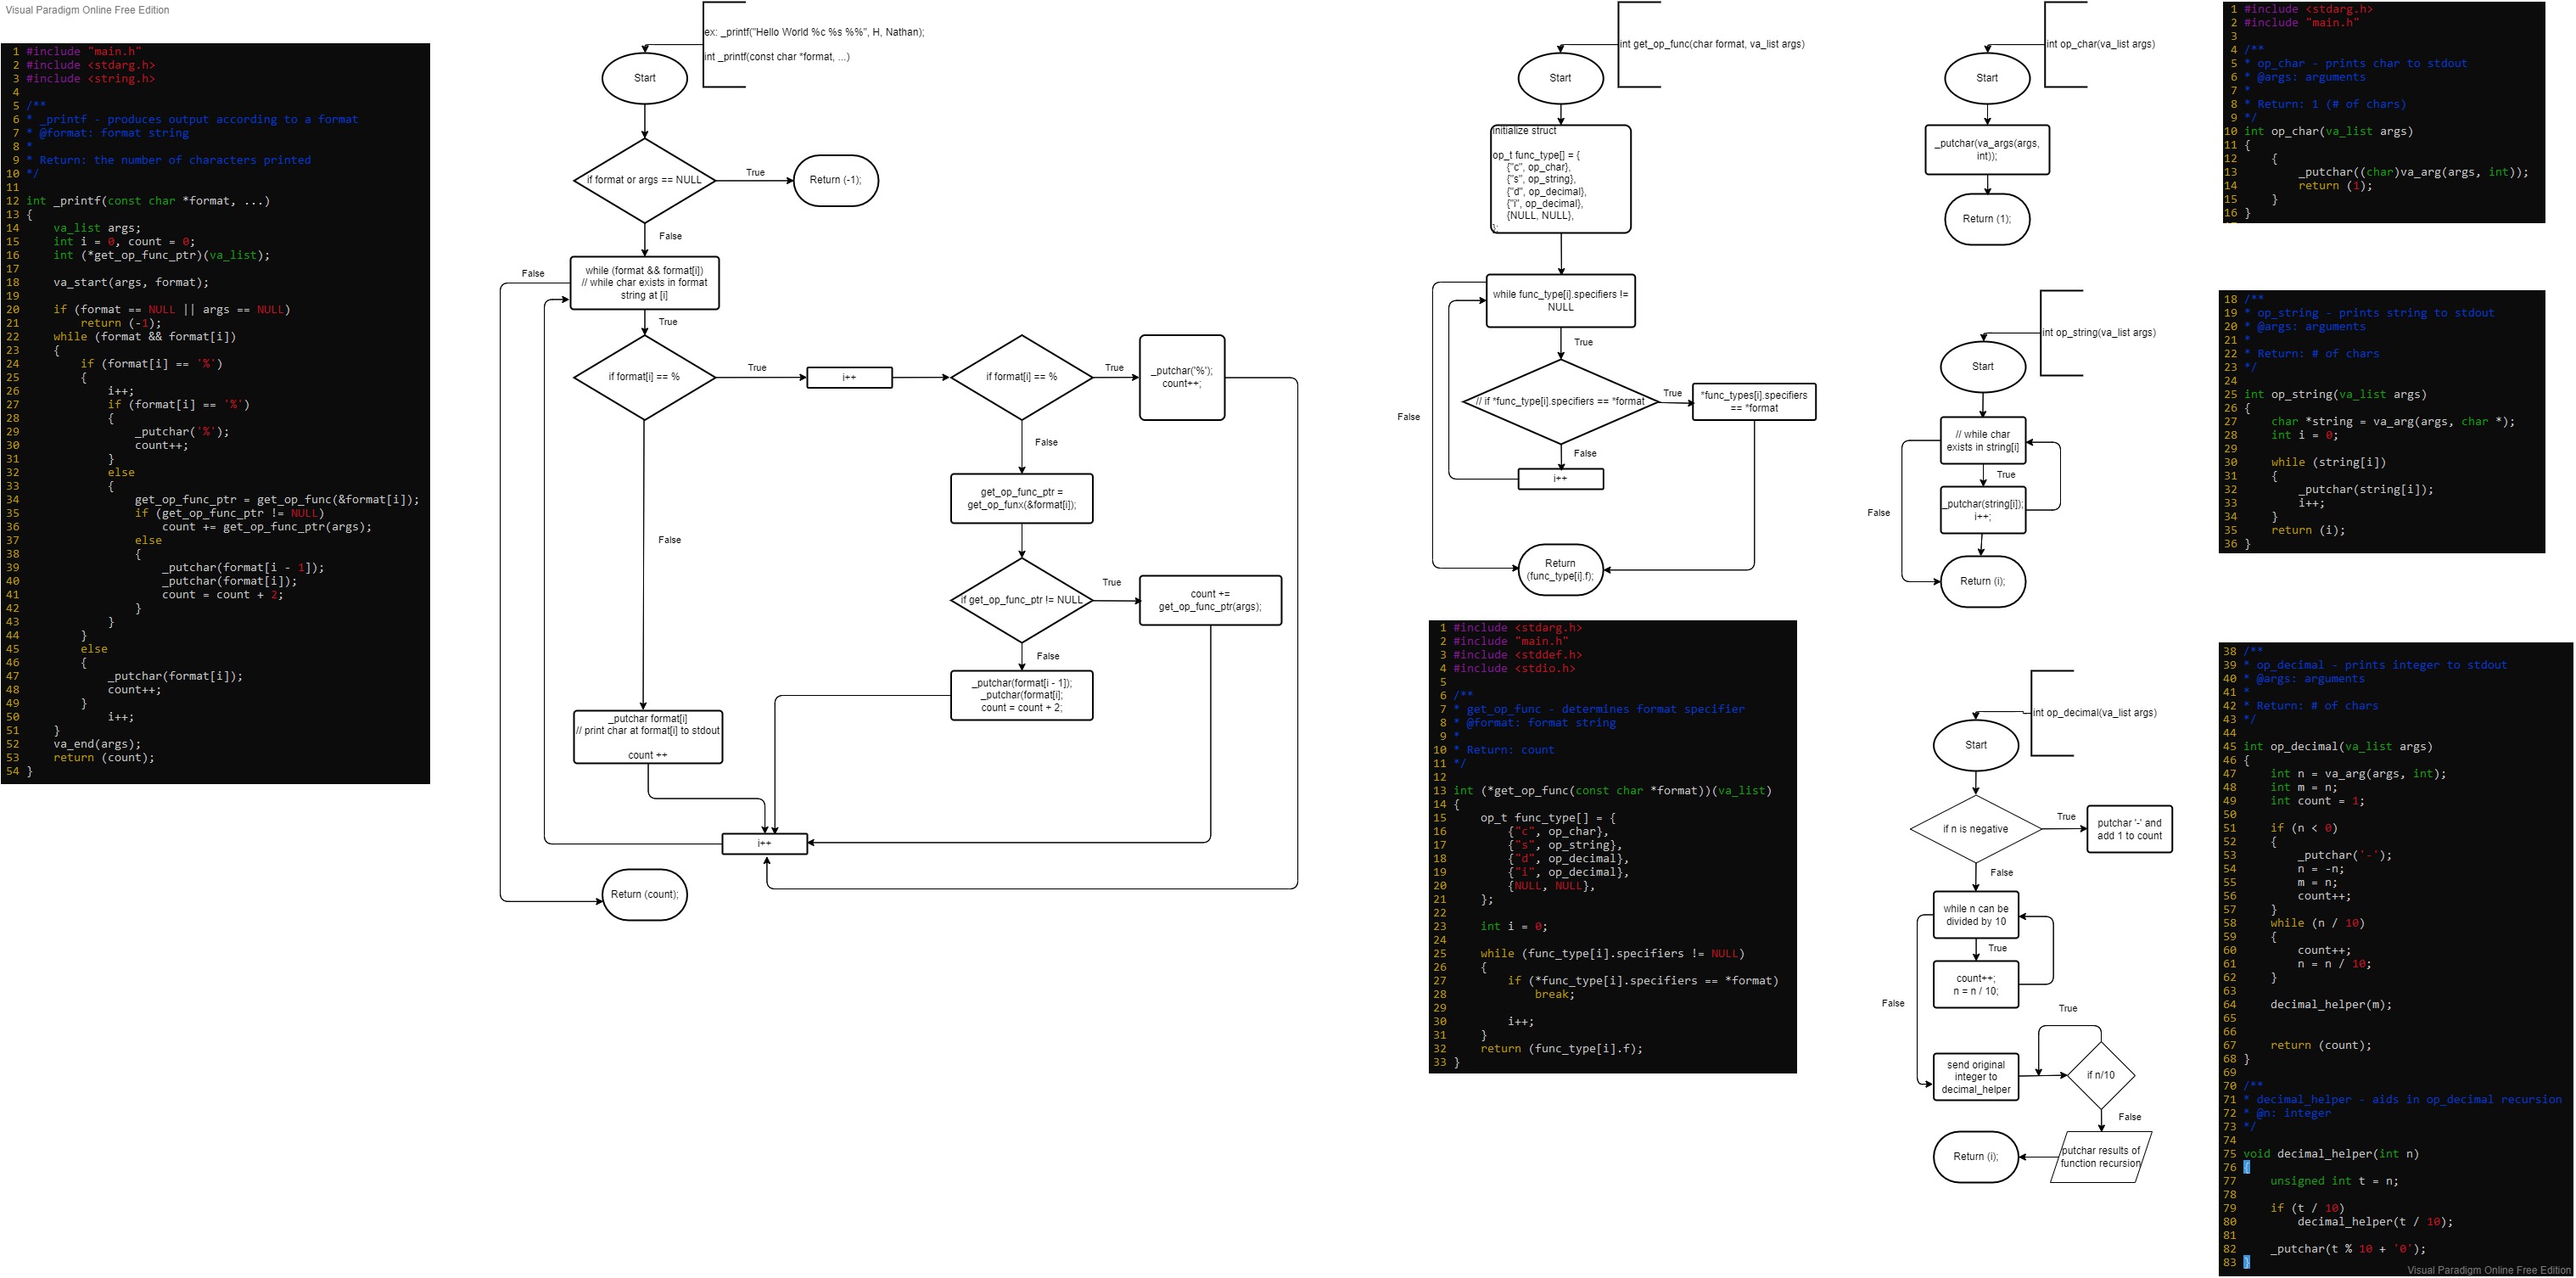 Visual Paradigm Online Free Edition
1 #include "main.h"
2 #include <stdarg.h>
3 #include <string.h>
4
5 /**
6 * _printf - produces output according to a format
7 * @format: format string
8 *
9 * Return: the number of characters printed
10 */
11
12 int _printf(const char *format, ...)
13 {
14 va_list args;
15 int i = 0, count = 0;
16 int (*get_op_func_ptr)(va_list);
17
18 va_start(args, format);
19
20 if (format == NULL || args == NULL)
21 return (-1);
22 while (format && format[i])
23 {
24 if (format[i] == '%')
25 {
26 i++;
27 if (format[i] == '%')
28 {
29 _putchar('%');
30 count++;
31 }
32 else
33 {
34 get_op_func_ptr = get_op_func(&format[i]);
35 if (get_op_func_ptr != NULL)
36 count += get_op_func_ptr(args);
37 else
38 {
39 _putchar(format[i - 1]);
40 _putchar(format[i]);
41 count = count + 2;
42 }
43 }
44 }
45 else
46 {
47 _putchar(format[i]);
48 count++;
49 }
50 i++;
51 }
52 va_end(args);
53 return (count);
54 }
ex: _printf("Hello World %c %s %%", H, Nathan);
int _printf(const char *format, ...)
Start
if format or args == NULL
True
Return (-1);
False
while (format && format[i])
// while char exists in format
string at [i]
False
True
if format[i] == %
True
i++
if format[i] == %
True
_putchar('%');
count++;
False
get_op_func_ptr =
get_op_funx(&format[i]);
False
if get_op_func_ptr != NULL
True
count +=
get_op_func_ptr(args);
False
_putchar(format[i - 1]);
_putchar(format[i];
count = count + 2;
_putchar format[i]
// print char at format[i] to stdout
count ++
i++
Return (count);
int get_op_func(char format, va_list args)
Start
initialize struct
op_t func_type[] = {
{"c", op_char},
{"s", op_string},
{"d", op_decimal},
{"i", op_decimal},
{NULL, NULL},
};
while func_type[i].specifiers !=
NULL
True
// if *func_type[i].specifiers == *format
True
*func_types[i].specifiers
== *format
False
False
i++
Return
(func_type[i].f);
1 #include <stdarg.h>
2 #include "main.h"
3 #include <stddef.h>
4 #include <stdio.h>
5
6 /**
7 * get_op_func - determines format specifier
8 * @format: format string
9 *
10 * Return: count
11 */
12
13 int (*get_op_func(const char *format))(va_list)
14 {
15 op_t func_type[] = {
16 {"c", op_char},
17 {"s", op_string},
18 {"d", op_decimal},
19 {"i", op_decimal},
20 {NULL, NULL},
21 };
22
23 int i = 0;
24
25 while (func_type[i].specifiers != NULL)
26 {
27 if (*func_type[i].specifiers == *format)
28 break;
29
30 i++;
31 }
32 return (func_type[i].f);
33 }
int op_char(va_list args)
Start
_putchar(va_args(args,
int));
Return (1);
int op_string(va_list args)
Start
// while char
exists in string[i]
True
_putchar(string[i]);
i++;
False
Return (i);
int op_decimal(va_list args)
Start
if n is negative
True
putchar '-' and
add 1 to count
False
while n can be
divided by 10
True
count++;
n = n / 10;
False
True
send original
integer to
decimal_helper
if n/10
False
putchar results of
function recursion
Return (i);
1 #include <stdarg.h>
2 #include "main.h"
3
4 /**
5 * op_char - prints char to stdout
6 * @args: arguments
7 *
8 * Return: 1 (# of chars)
9 */
10 int op_char(va_list args)
11 {
12 {
13 _putchar((char)va_arg(args, int));
14 return (1);
15 }
16 }
18 /**
19 * op_string - prints string to stdout
20 * @args: arguments
21 *
22 * Return: # of chars
23 */
24
25 int op_string(va_list args)
26 {
27 char *string = va_arg(args, char *);
28 int i = 0;
29
30 while (string[i])
31 {
32 _putchar(string[i]);
33 i++;
34 }
35 return (i);
36 }
38 /**
39 * op_decimal - prints integer to stdout
40 * @args: arguments
41 *
42 * Return: # of chars
43 */
44
45 int op_decimal(va_list args)
46 {
47 int n = va_arg(args, int);
48 int m = n;
49 int count = 1;
50
51 if (n < 0)
52 {
53 _putchar('-');
54 n = -n;
55 m = n;
56 count++;
57 }
58 while (n / 10)
59 {
60 count++;
61 n = n / 10;
62 }
63
64 decimal_helper(m);
65
66
67 return (count);
68 }
69
70 /**
71 * decimal_helper - aids in op_decimal recursion
72 * @n: integer
73 */
74
75 void decimal_helper(int n)
76 {
77 unsigned int t = n;
78
79 if (t / 10)
80 decimal_helper(t / 10);
81
82 _putchar(t % 10 + '0');
83 }
Visual Paradigm Online Free Edition